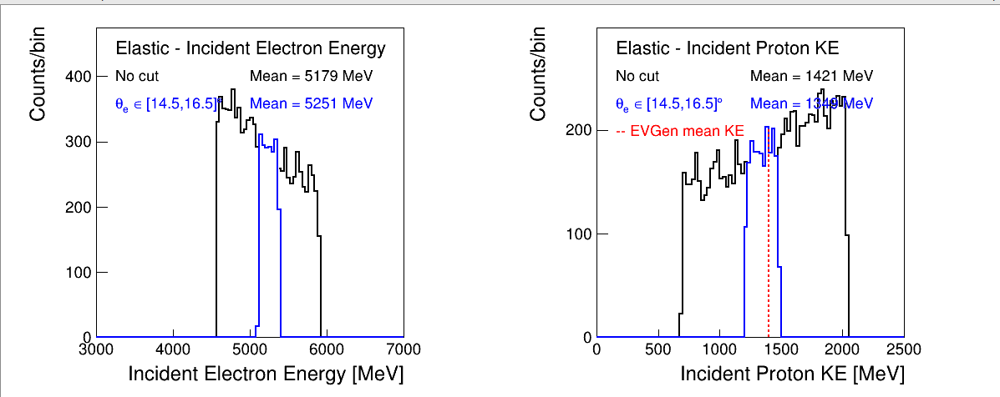 Counts/bin
Elastic - Incident Electron Energy
No cut Mean = 5179 MeV
θe ∈ [14.5,16.5]° Mean = 5251 MeV
400
300
200
100
0
3000 4000 5000 6000 7000
Incident Electron Energy [MeV]
Counts/bin
Elastic - Incident Proton KE
No cut Mean = 1421 MeV
θe ∈ [14.5,16.5]° Mean = 1349 MeV
-- EVGen mean KE
200
100
0
0 500 1000 1500 2000 2500
Incident Proton KE [MeV]